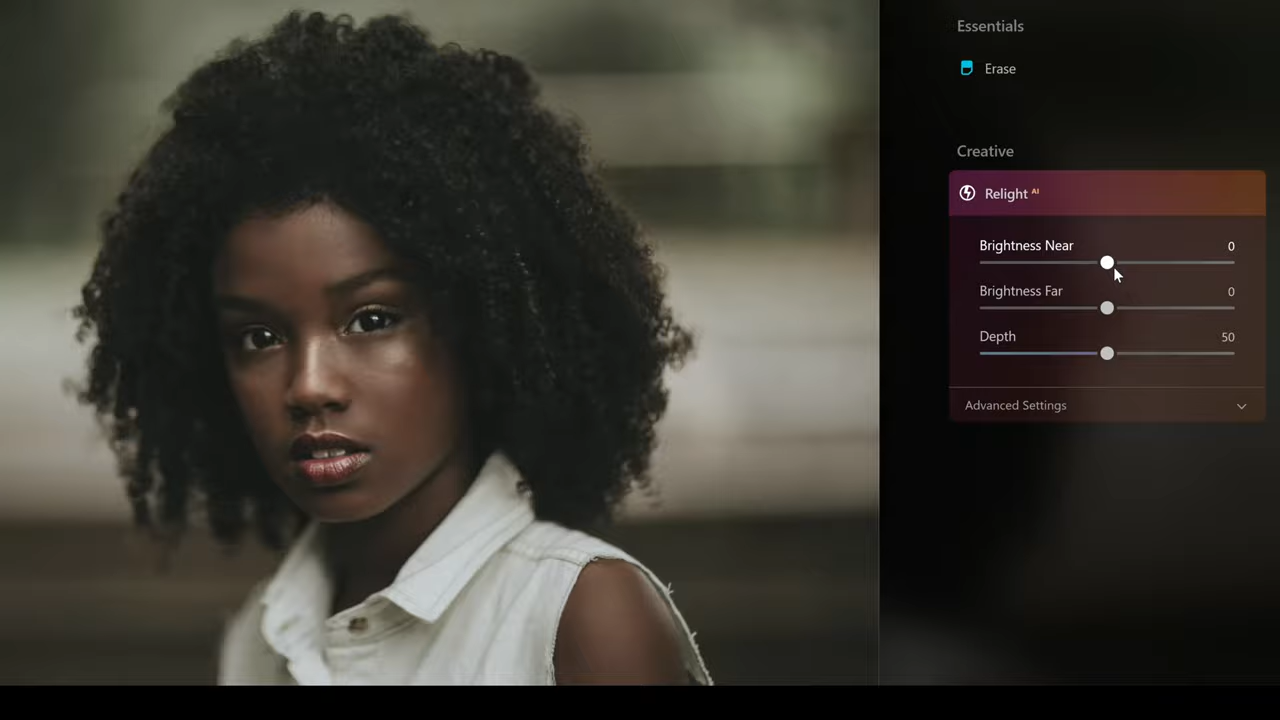 Essentials
Erase
Creative
Relight AI
Brightness Near 0
Brightness Far 0
Depth 50
Advanced Settings